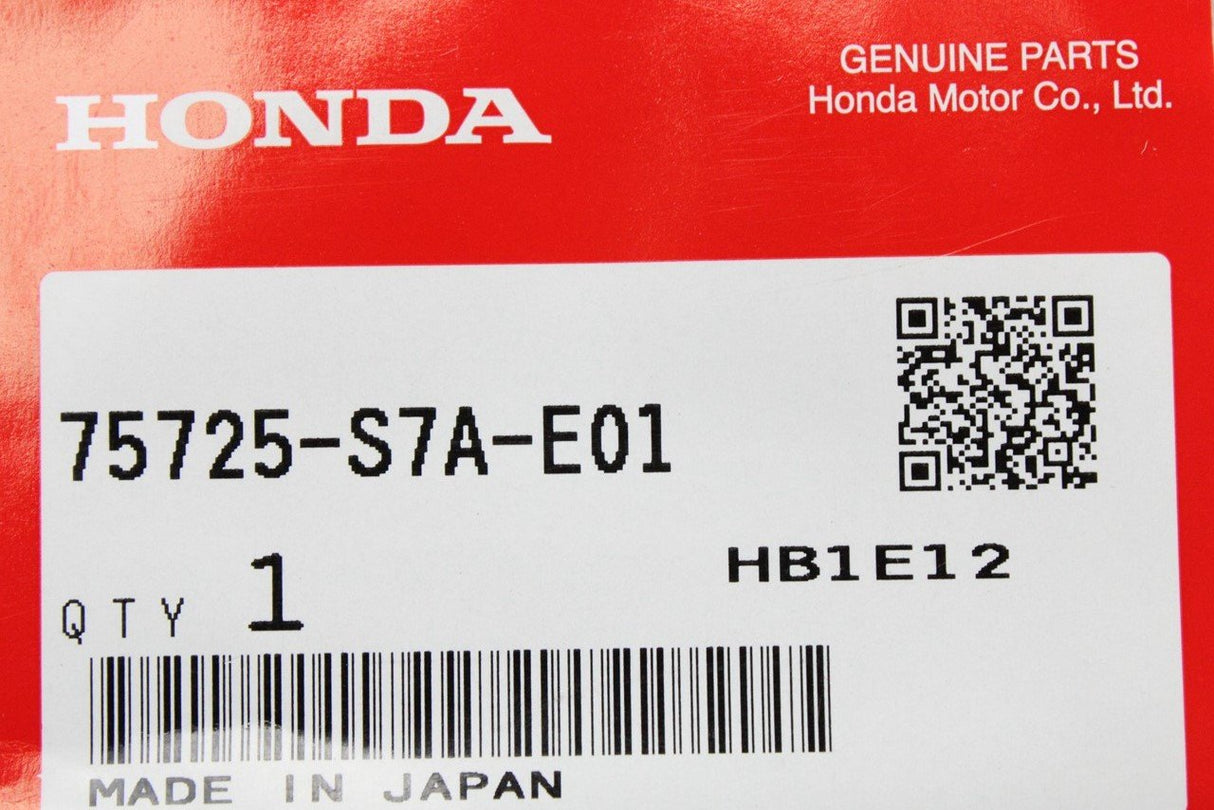 HONDA
GENUINE PARTS
Honda Motor Co., Ltd.
75725-S7A-E01
HB1E12
QTY 1
MADE IN JAPAN